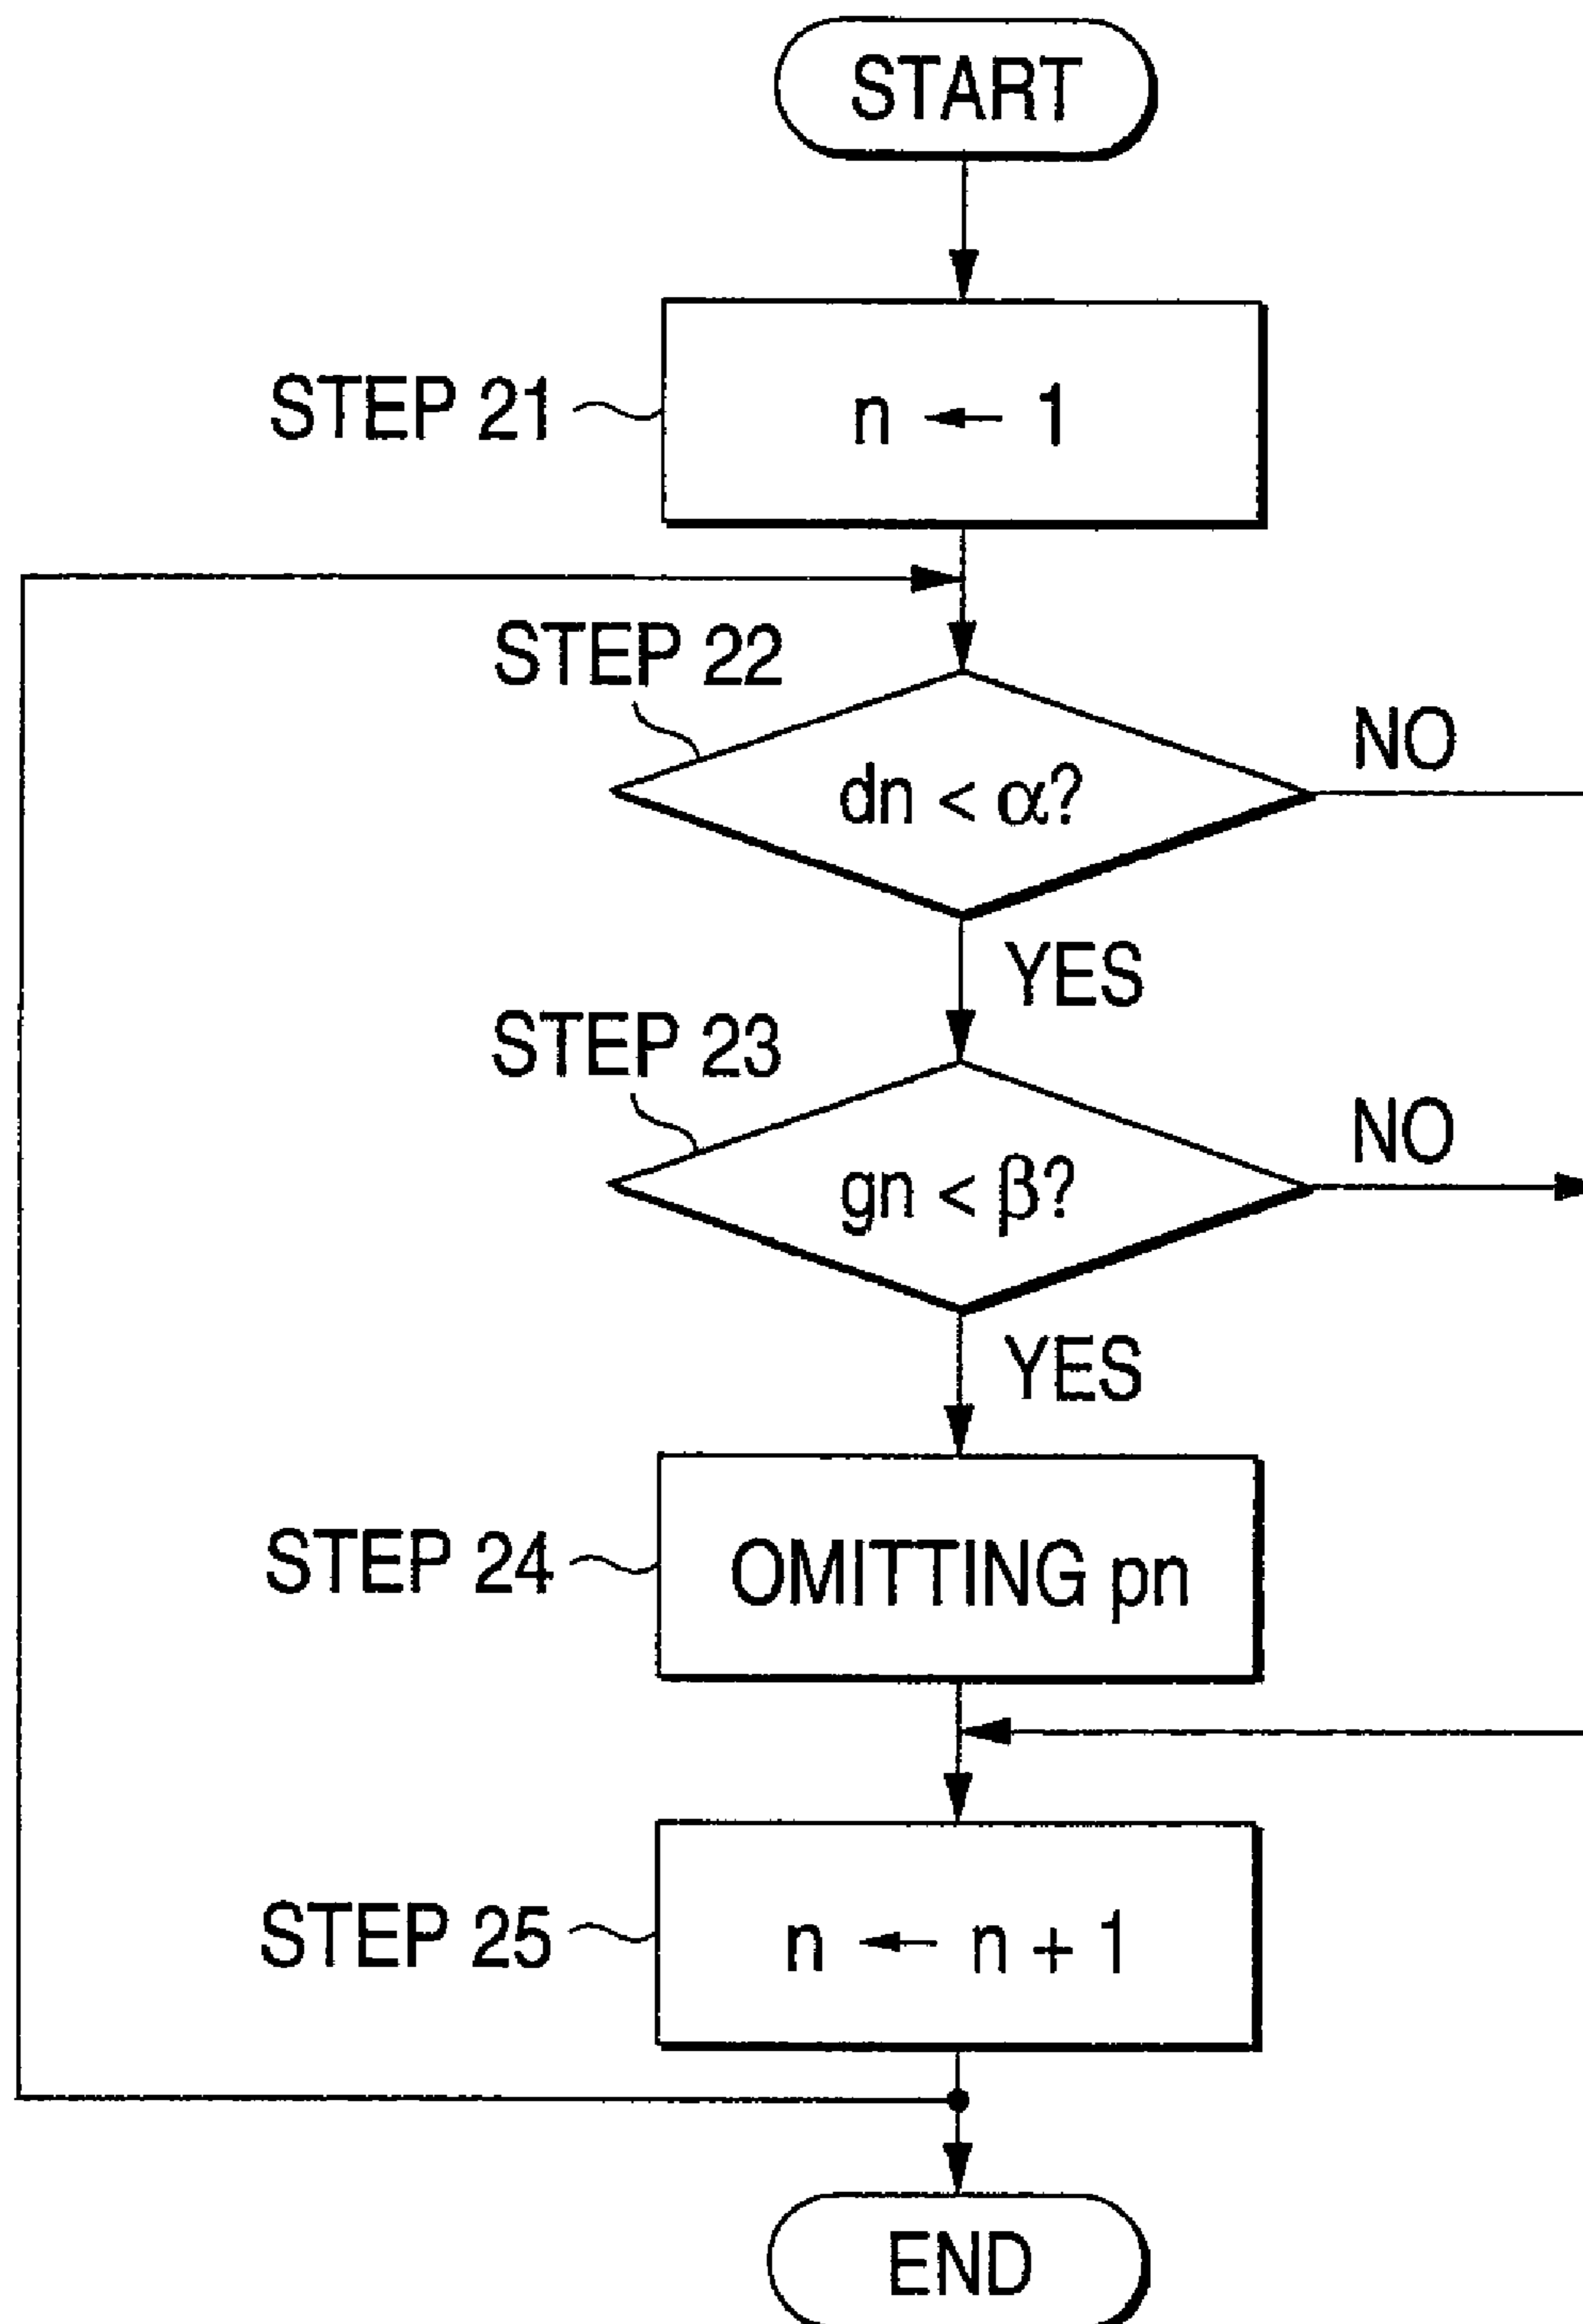 START
STEP 21
n ← 1
STEP 22
dn < α?
NO
YES
STEP 23
gn < β?
NO
YES
STEP 24
OMITTING pn
STEP 25
n ← n + 1
END